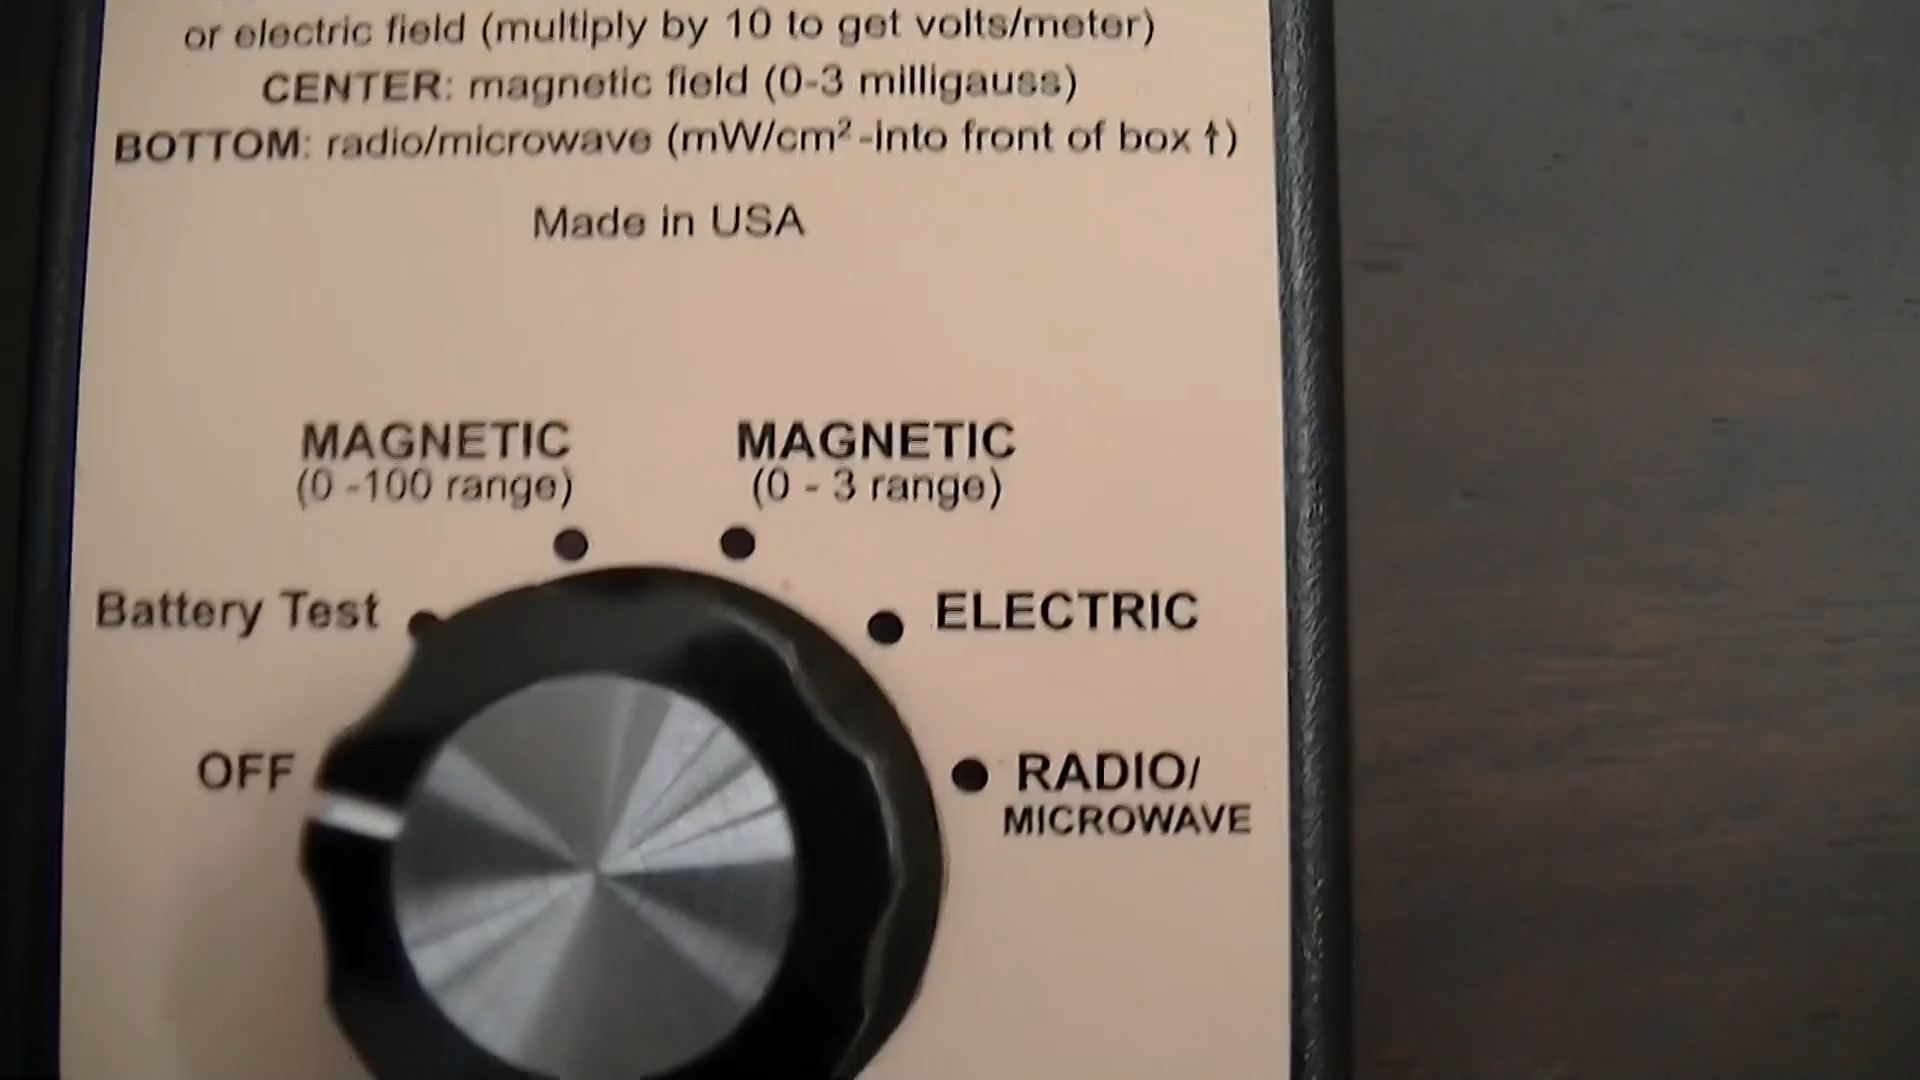 or electric field (multiply by 10 to get volts/meter)
CENTER: magnetic field (0-3 milligauss)
BOTTOM: radio/microwave (mW/cm² -into front of box ↑)
Made in USA
MAGNETIC
(0 -100 range)
MAGNETIC
(0 - 3 range)
Battery Test
ELECTRIC
OFF
RADIO/
MICROWAVE